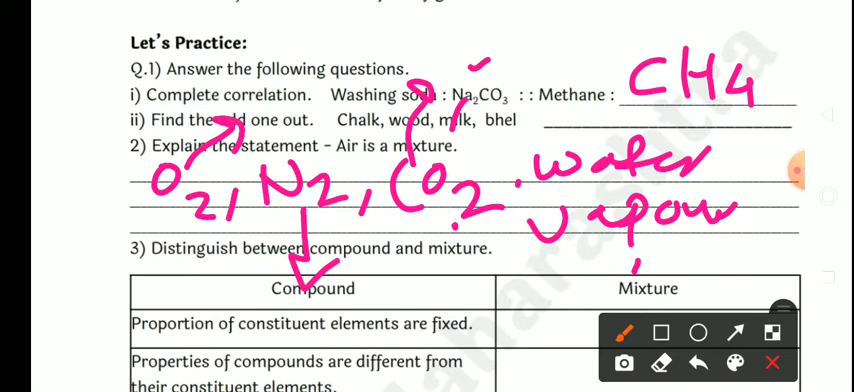 Let's Practice:
Q.1) Answer the following questions.
i) Complete correlation. Washing soda : Na₂CO₃ : : Methane : CH4
ii) Find the odd one out. Chalk, wood, milk, bhel
2) Explain the statement - Air is a mixture.
O2, N2, CO2. water
vapour
3) Distinguish between compound and mixture.
Compound Mixture
Proportion of constituent elements are fixed.
Properties of compounds are different from
their constituent elements.